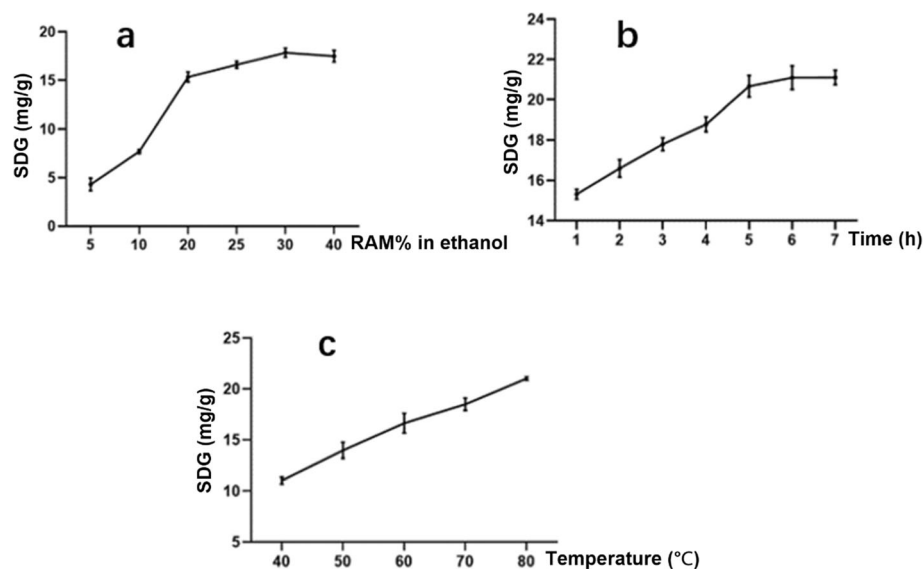 a
SDG (mg/g)
20
15
10
5
0
5 10 20 25 30 40
RAM% in ethanol
b
SDG (mg/g)
24
22
20
18
16
14
1 2 3 4 5 6 7
Time (h)
c
SDG (mg/g)
25
20
15
10
5
40 50 60 70 80
Temperature (°C)